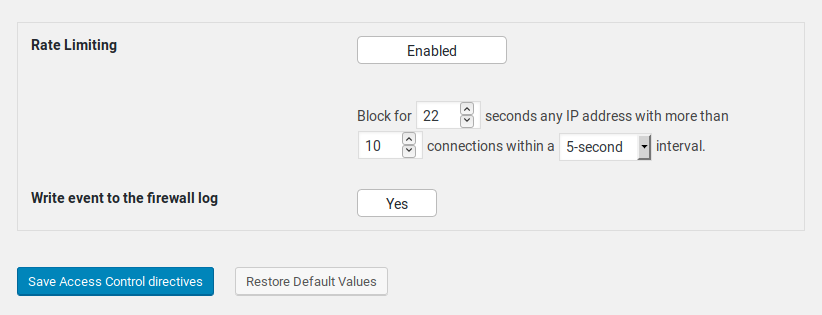 Rate Limiting
Enabled
Block for 22 seconds any IP address with more than
10 connections within a 5-second interval.
Write event to the firewall log
Yes
Save Access Control directives
Restore Default Values